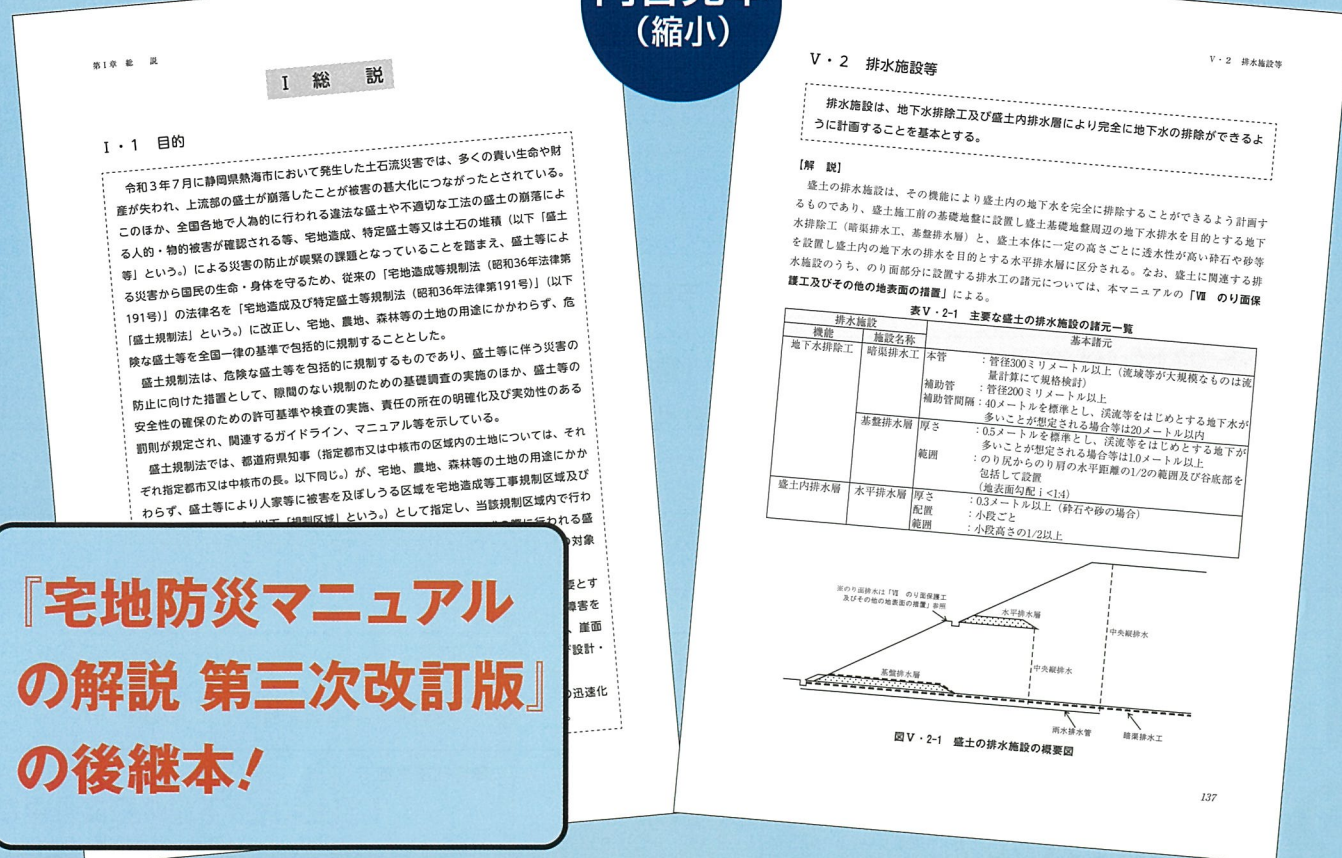 （縮小）
第Ⅰ章 総 説
Ⅰ 総 説
Ⅰ・1 目的
令和３年７月に静岡県熱海市において発生した土石流災害では、多くの貴い生命や財
産が失われ、上流部の盛土が崩落したことが被害の甚大化につながったとされている。
このほか、全国各地で人為的に行われる違法な盛土や不適切な工法の盛土の崩落によ
る人的・物的被害が確認される等、宅地造成、特定盛土等又は土石の堆積（以下「盛土
等」という。）による災害の防止が喫緊の課題となっていることを踏まえ、盛土等によ
る災害から国民の生命・身体を守るため、従来の「宅地造成等規制法（昭和36年法律第
191号）」の法律名を「宅地造成及び特定盛土等規制法（昭和36年法律第191号）」（以下
「盛土規制法」という。）に改正し、宅地、農地、森林等の土地の用途にかかわらず、危
険な盛土等を全国一律の基準で包括的に規制することとした。
盛土規制法は、危険な盛土等を包括的に規制するものであり、盛土等に伴う災害の
防止に向けた措置として、隙間のない規制のための基礎調査の実施のほか、盛土等の
安全性の確保のための許可基準や検査の実施、責任の所在の明確化及び実効性のある
罰則が規定され、関連するガイドライン、マニュアル等を示している。
盛土規制法では、都道府県知事（指定都市又は中核市の区域内の土地については、それ
ぞれ指定都市又は中核市の長。以下同じ。）が、宅地、農地、森林等の土地の用途にかか
わらず、盛土等により人家等に被害を及ぼしうる区域を宅地造成等工事規制区域及び
「規制区域」という。）として指定し、当該規制区域内で行わ
行われる盛
対象
要とす
障害を
、崖面
設計・
の迅速化
『宅地防災マニュアル
の解説 第三次改訂版』
の後継本！
Ⅴ・2 排水施設等
Ⅴ・2 排水施設等
排水施設は、地下水排除工及び盛土内排水層により完全に地下水の排除ができるよ
うに計画することを基本とする。
【解 説】
盛土の排水施設は、その機能により盛土内の地下水を完全に排除することができるよう計画す
るものであり、盛土施工前の基礎地盤に設置し盛土基礎地盤周辺の地下水排水を目的とする地下
水排除工（暗渠排水工、基盤排水層）と、盛土本体に一定の高さごとに透水性が高い砕石や砂等
を設置し盛土内の地下水の排水を目的とする水平排水層に区分される。なお、盛土に関連する排
水施設のうち、のり面部分に設置する排水工の諸元については、本マニュアルの「Ⅶ のり面保
護工及びその他の地表面の措置」による。
表Ⅴ・2-1 主要な盛土の排水施設の諸元一覧
排水施設 基本諸元
機能 施設名称
地下水排除工 暗渠排水工 本管 ：管径300ミリメートル以上（流域等が大規模なものは流
量計算にて規格検討）
補助管 ：管径200ミリメートル以上
補助管間隔：40メートルを標準とし、渓流等をはじめとする地下水が
多いことが想定される場合等は20メートル以内
基盤排水層 厚さ ：0.5メートルを標準とし、渓流等をはじめとする地下が
多いことが想定される場合等は1.0メートル以上
範囲 ：のり尻からのり肩の水平距離の1/2の範囲及び谷底部を
包括して設置
（地表面勾配 i＜1:4）
盛土内排水層 水平排水層 厚さ ：0.3メートル以上（砕石や砂の場合）
配置 ：小段ごと
範囲 ：小段高さの1/2以上
※のり面排水は「Ⅶ のり面保護工
及びその他の地表面の措置」参照
水平排水層
中央縦排水
中央縦排水
基盤排水層
雨水排水管
暗渠排水工
図Ⅴ・2-1 盛土の排水施設の概要図
137